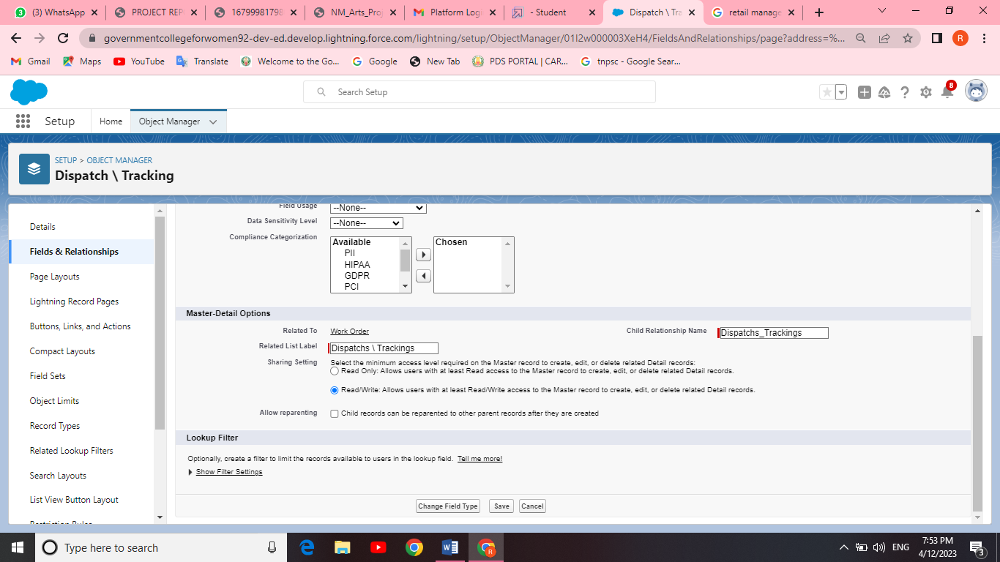 (3) WhatsApp
PROJECT REP
16799981798
NM_Arts_Proj
Platform Logi
- Student
Dispatch \ Tra
retail manage
governmentcollegeforwomen92-dev-ed.develop.lightning.force.com/lightning/setup/ObjectManager/01I2w000003XeH4/FieldsAndRelationships/page?address=%...
R
Gmail
Maps
YouTube
Translate
Welcome to the Go...
Google
New Tab
PDS PORTAL | CAR...
tnpsc - Google Sear...
Search Setup
8
Setup
Home
Object Manager
SETUP > OBJECT MANAGER
Dispatch \ Tracking
Details
Fields & Relationships
Page Layouts
Lightning Record Pages
Buttons, Links, and Actions
Compact Layouts
Field Sets
Object Limits
Record Types
Related Lookup Filters
Search Layouts
List View Button Layout
Restriction Rules
Field Usage
--None--
Data Sensitivity Level
--None--
Compliance Categorization
Available
PII
HIPAA
GDPR
PCI
Chosen
Master-Detail Options
Related To
Work Order
Child Relationship Name
Dispatchs_Trackings
Related List Label
Dispatchs \ Trackings
Sharing Setting
Select the minimum access level required on the Master record to create, edit, or delete related Detail records:
Read Only: Allows users with at least Read access to the Master record to create, edit, or delete related Detail records.
Read/Write: Allows users with at least Read/Write access to the Master record to create, edit, or delete related Detail records.
Allow reparenting
Child records can be reparented to other parent records after they are created
Lookup Filter
Optionally, create a filter to limit the records available to users in the lookup field. Tell me more!
Show Filter Settings
Change Field Type
Save
Cancel
Type here to search
ENG
7:53 PM
4/12/2023
3